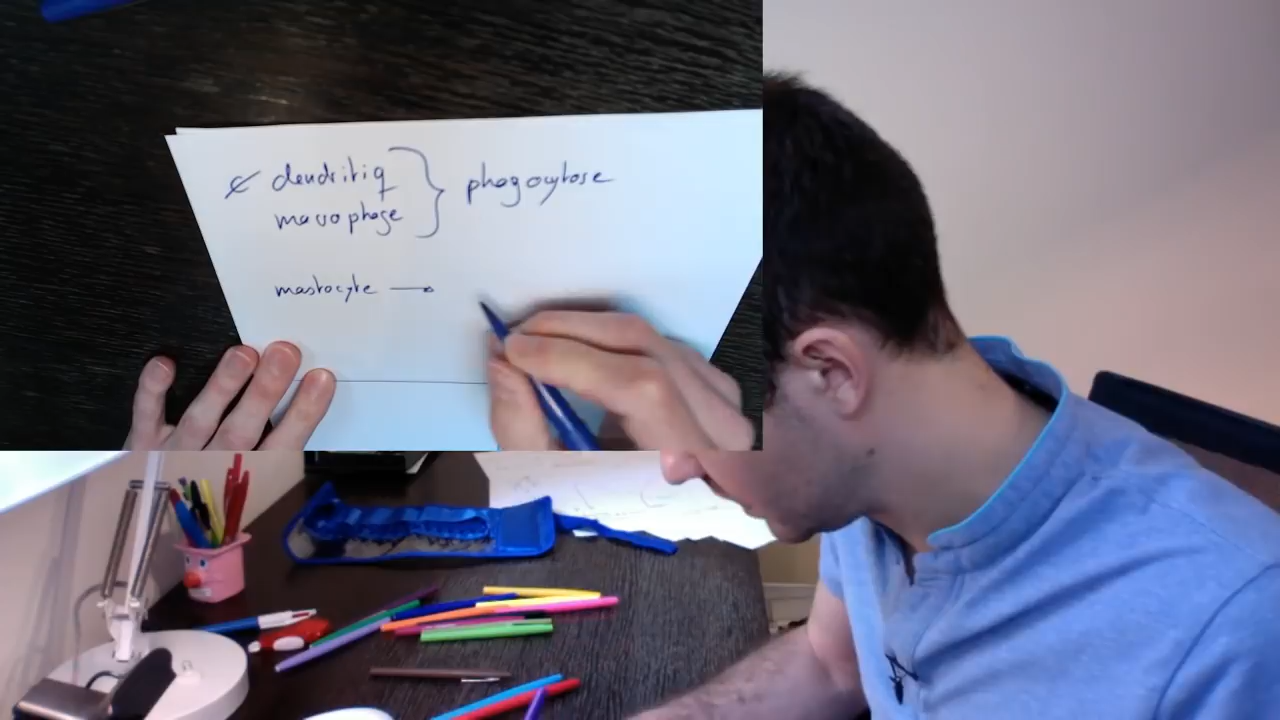 ¢ dendritiq } phagocytose
macrophage
mastocyte →